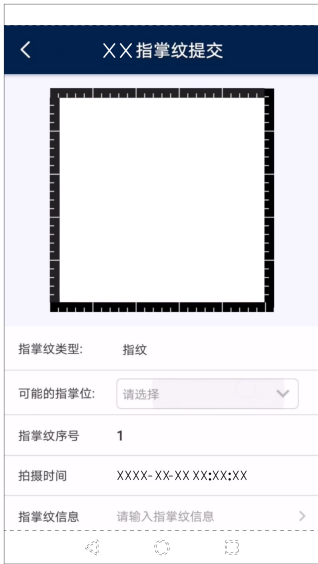 XX指掌纹提交
指掌纹类型: 指纹
可能的指掌位: 请选择
指掌纹序号 1
拍摄时间 XXXX-XX-XX XX:XX:XX
指掌纹信息 请输入指掌纹信息